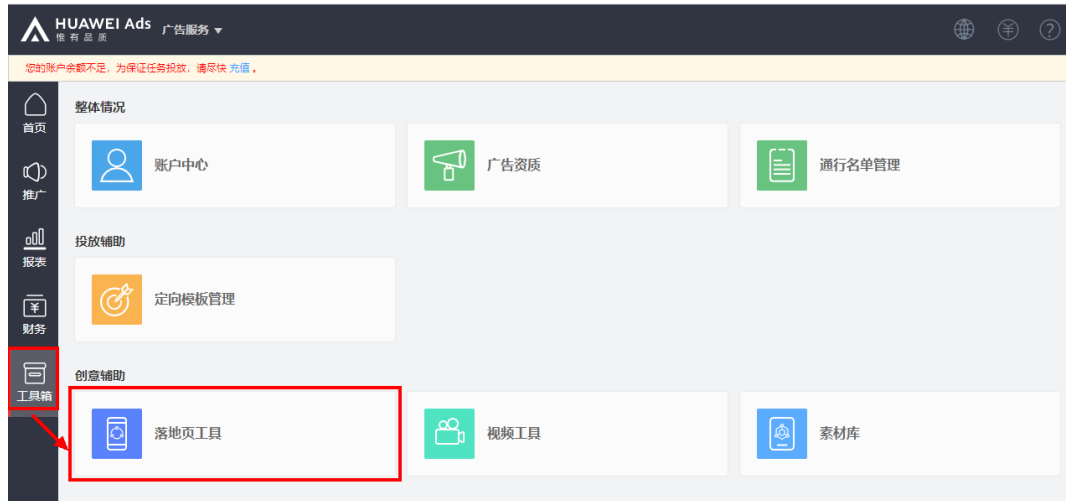 HUAWEI Ads
惟有品质
广告服务
您的账户余额不足，为保证任务投放，请尽快 充值 。
首页
推广
报表
财务
工具箱
整体情况
账户中心
广告资质
通行名单管理
投放辅助
定向模板管理
创意辅助
落地页工具
视频工具
素材库